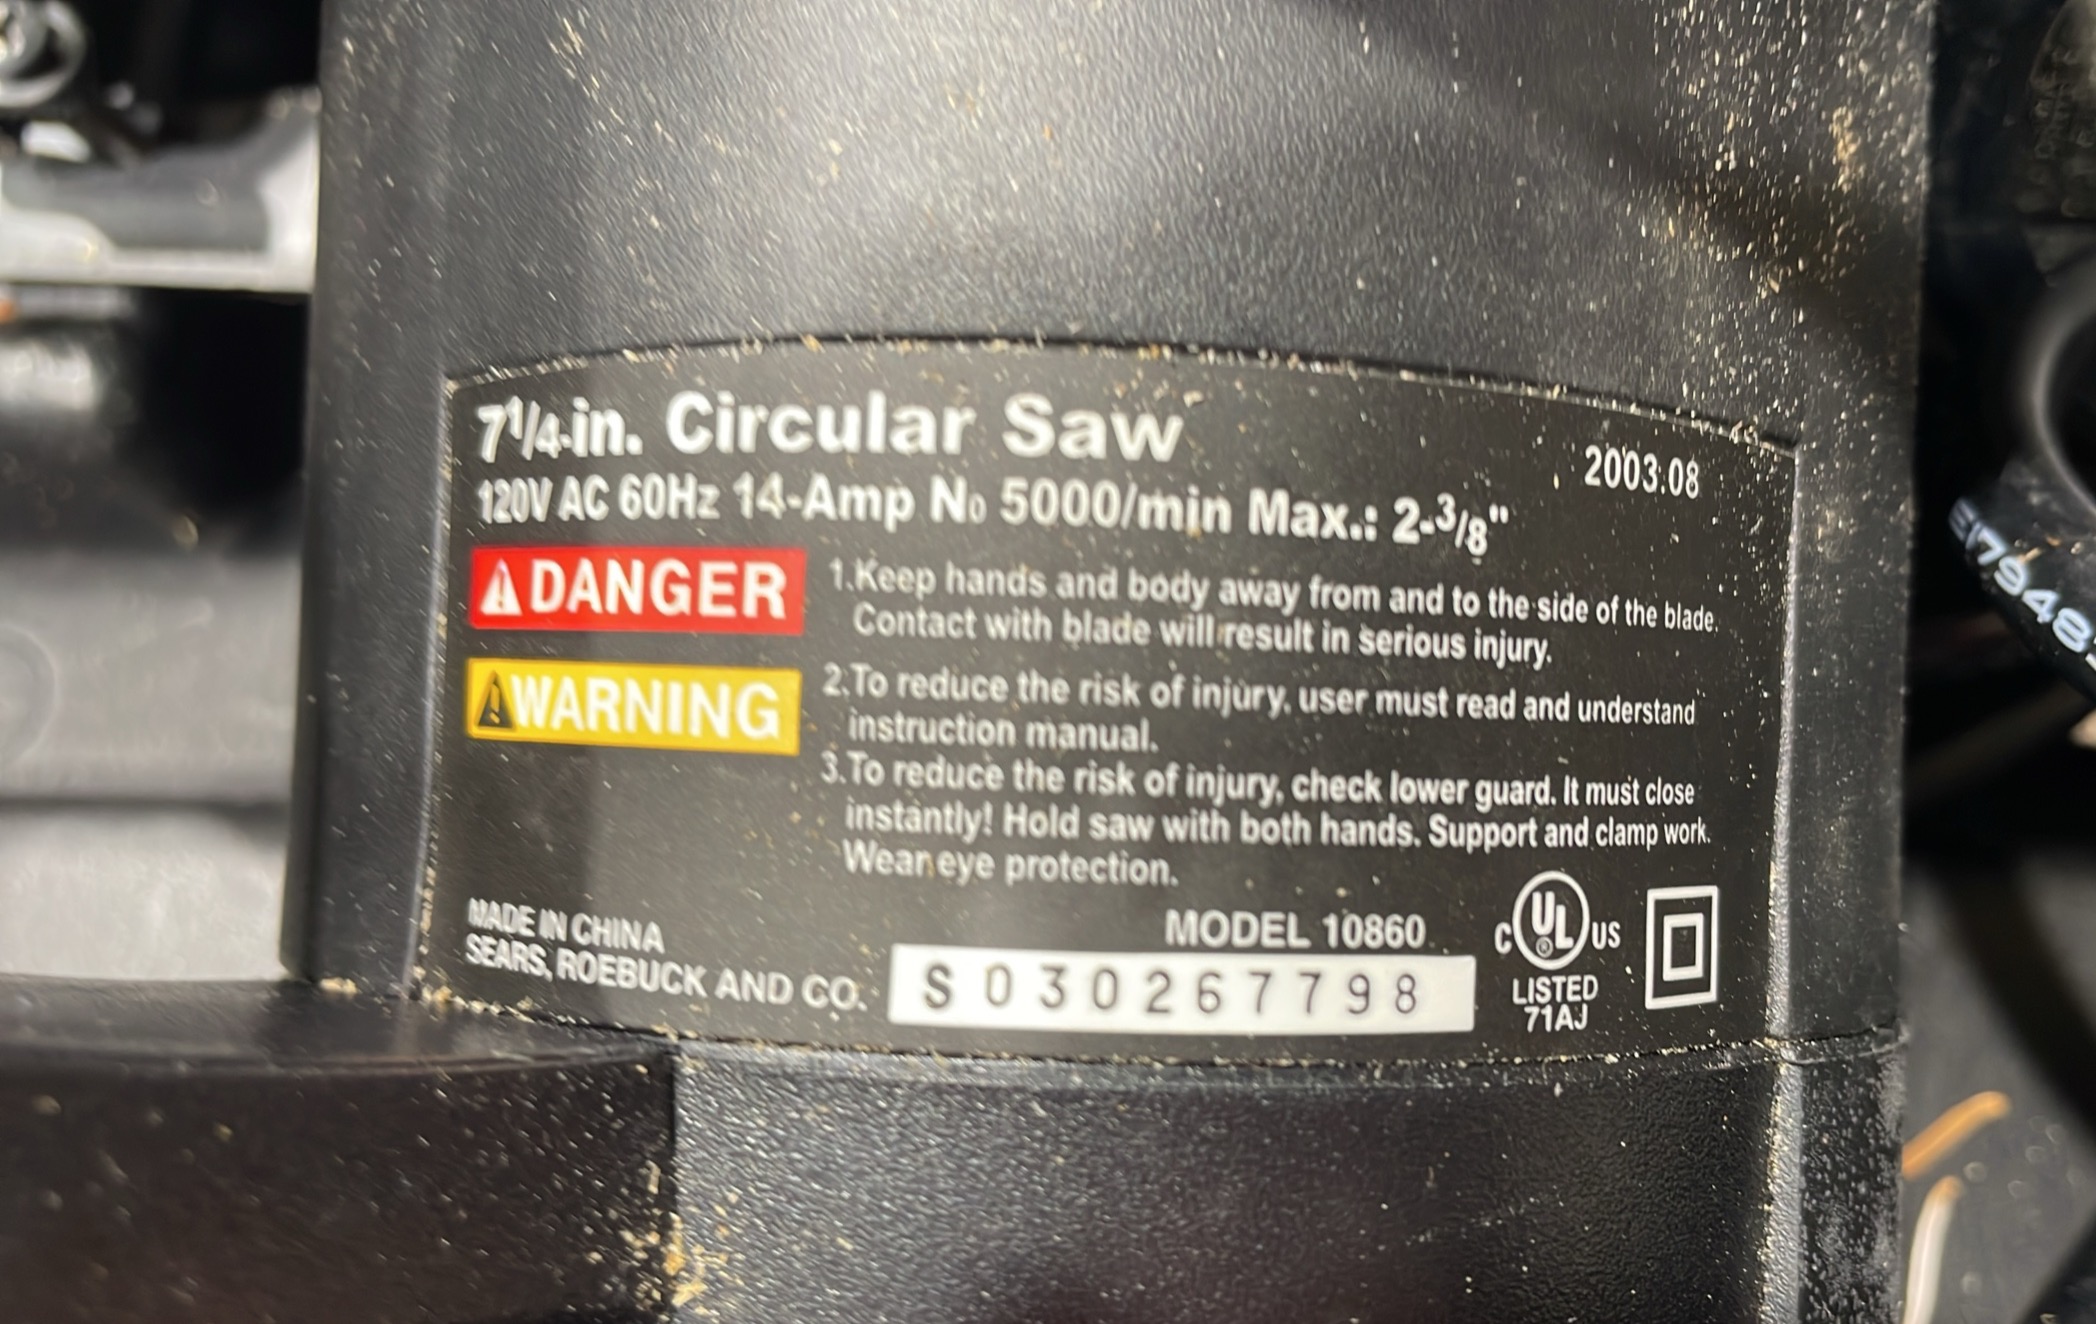 7 1/4-in. Circular Saw
2003.08
120V AC 60Hz 14-Amp No 5000/min Max.: 2-3/8"
DANGER
1.Keep hands and body away from and to the side of the blade.
Contact with blade will result in serious injury.
WARNING
2.To reduce the risk of injury, user must read and understand
instruction manual.
3.To reduce the risk of injury, check lower guard. It must close
instantly! Hold saw with both hands. Support and clamp work.
Wear eye protection.
MADE IN CHINA
SEARS, ROEBUCK AND CO.
MODEL 10860
S030267798
C UL ® US
LISTED
71AJ